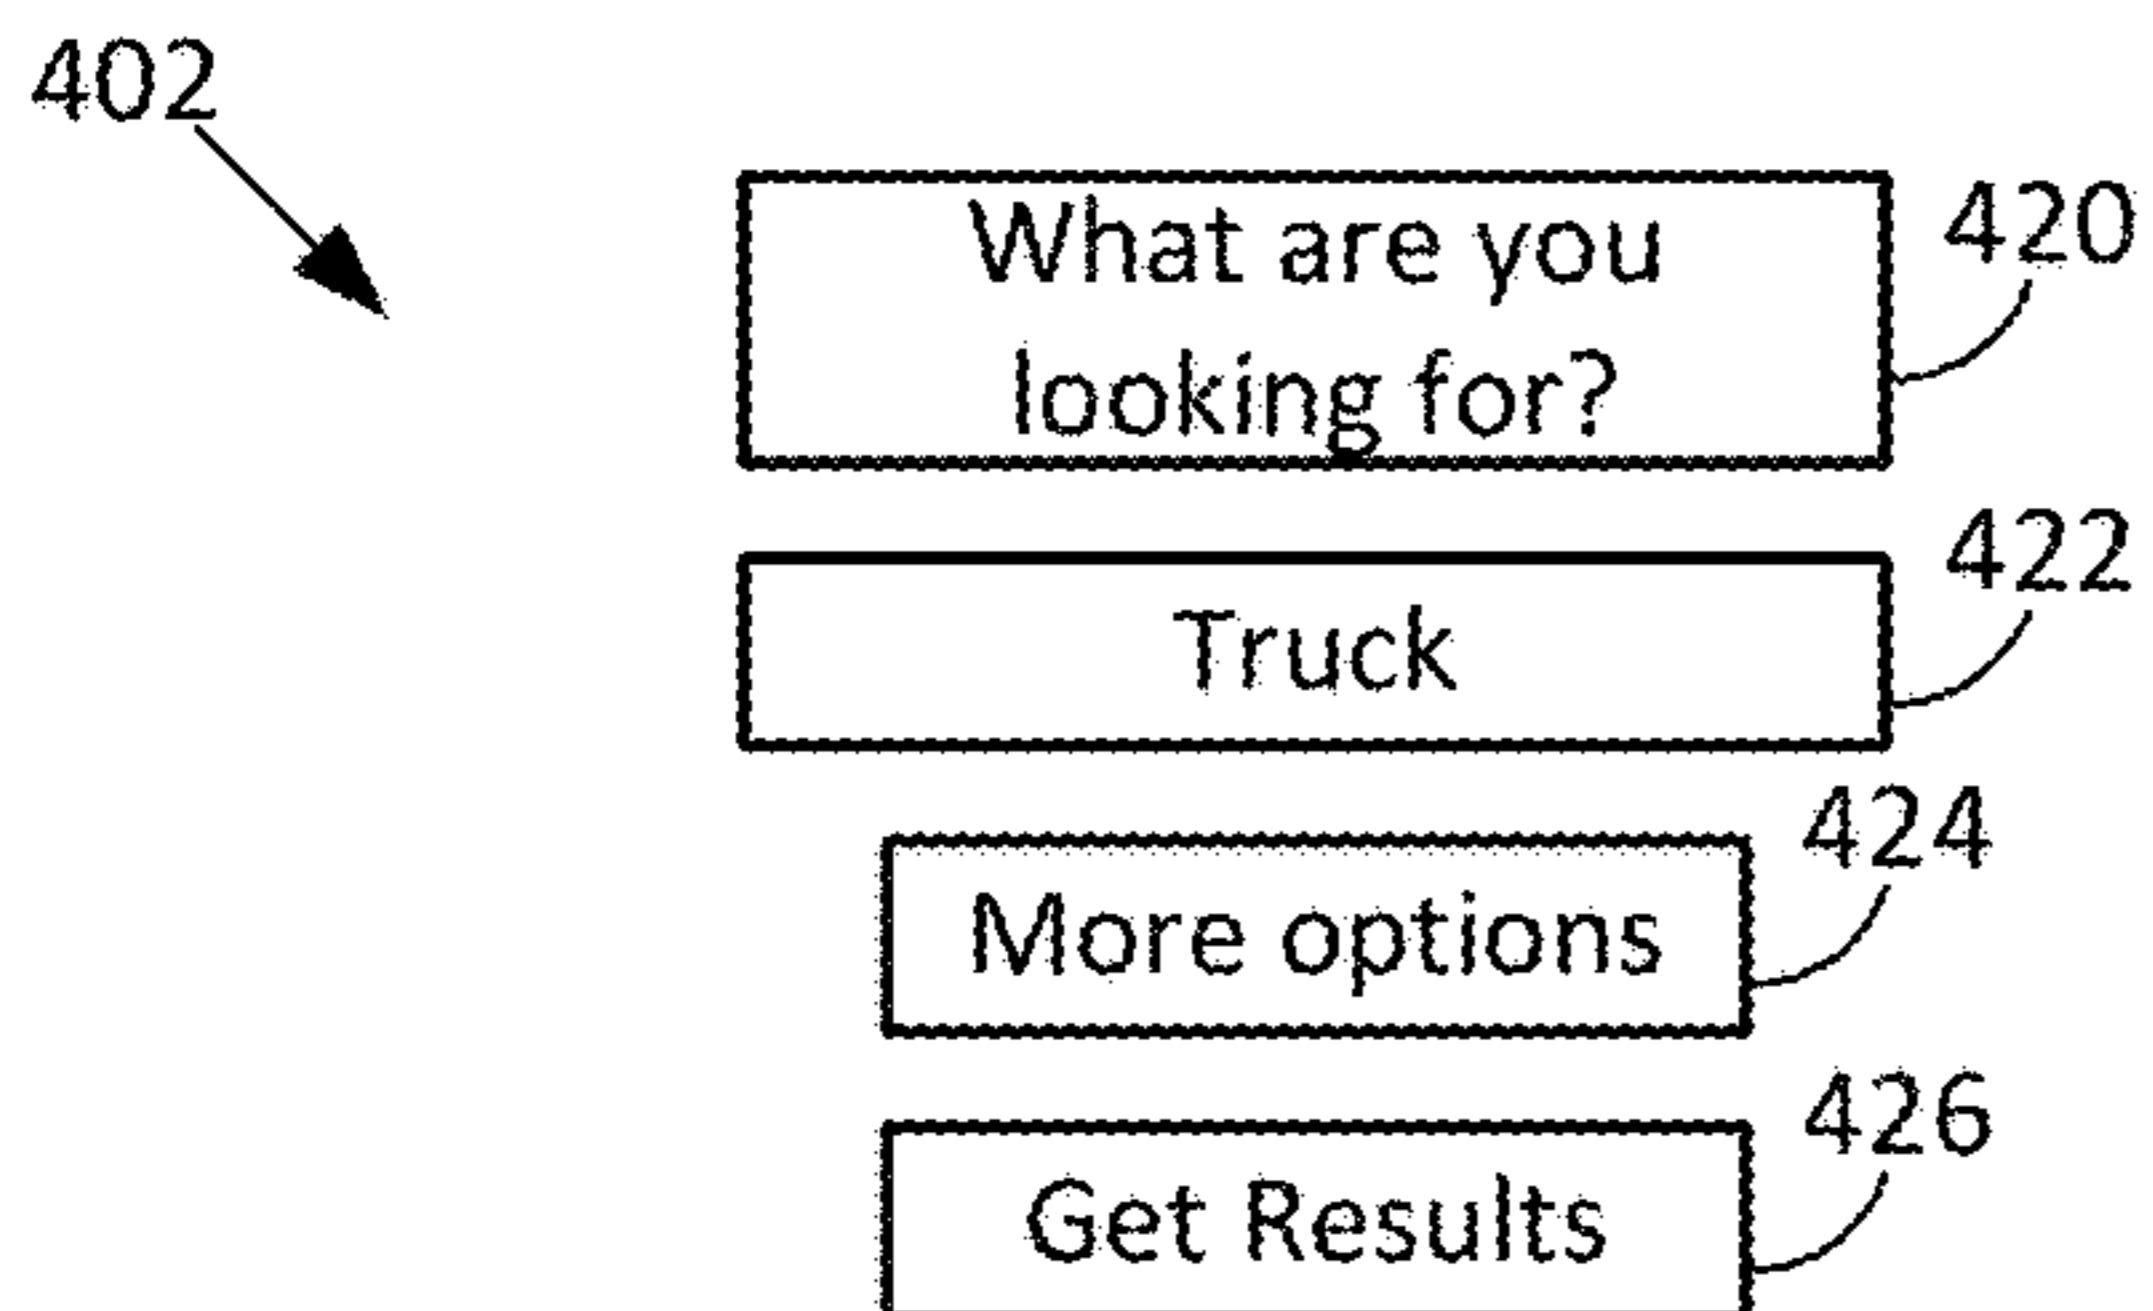 402
What are you
looking for?
420
Truck
422
More options
424
Get Results
426